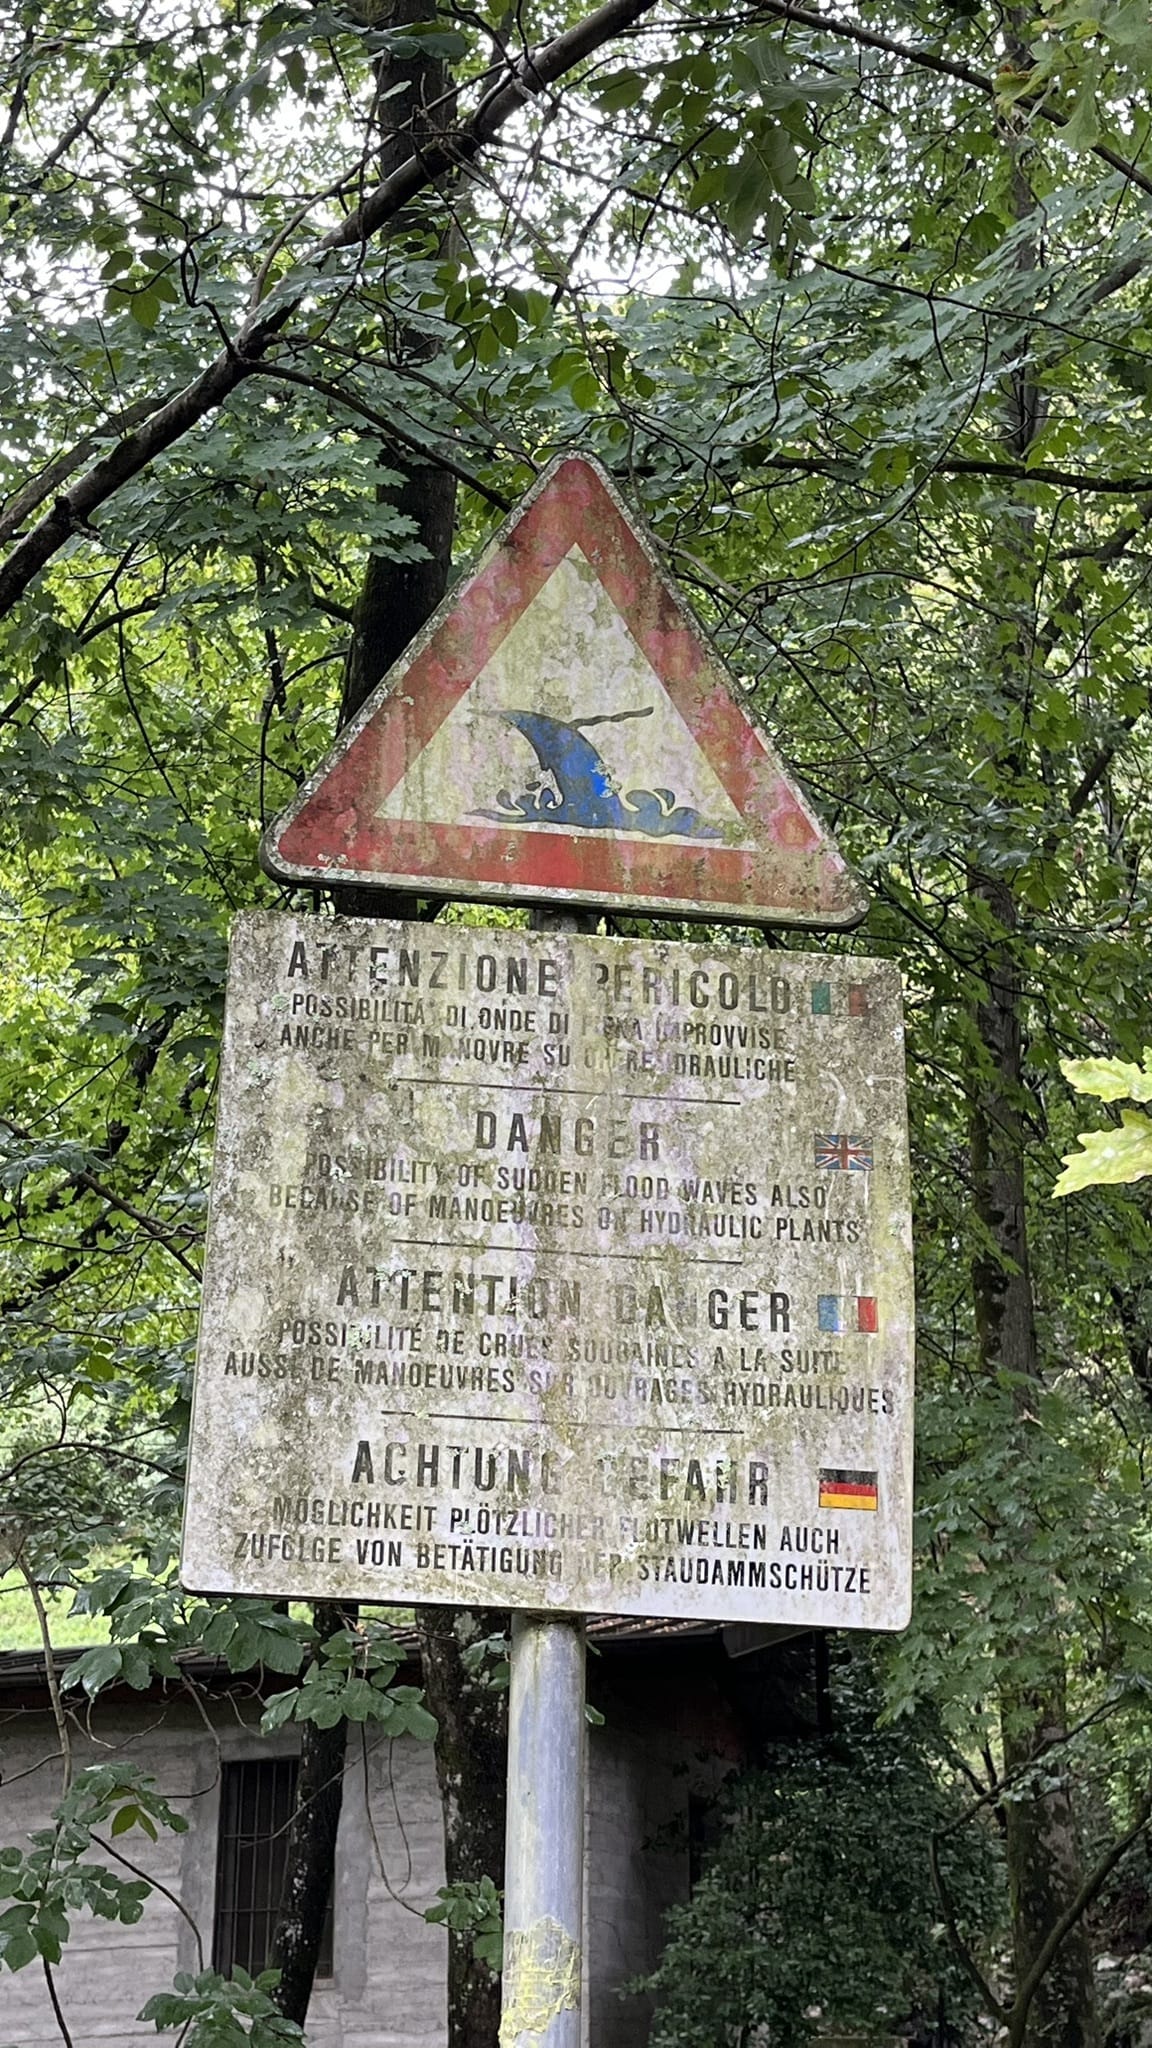 ATTENZIONE PERICOLO
POSSIBILITÀ DI ONDE DI PIENA IMPROVVISE
ANCHE PER MANOVRE SU OPERE IDRAULICHE
DANGER
POSSIBILITY OF SUDDEN FLOOD WAVES ALSO
BECAUSE OF MANOEUVRES ON HYDRAULIC PLANTS
ATTENTION DANGER
POSSIBILITÉ DE CRUES SOUDAINES A LA SUITE
AUSSI DE MANOEUVRES SUR OUVRAGES HYDRAULIQUES
ACHTUNG GEFAHR
MÖGLICHKEIT PLÖTZLICHER FLUTWELLEN AUCH
ZUFOLGE VON BETÄTIGUNG DER STAUDAMMSCHÜTZE